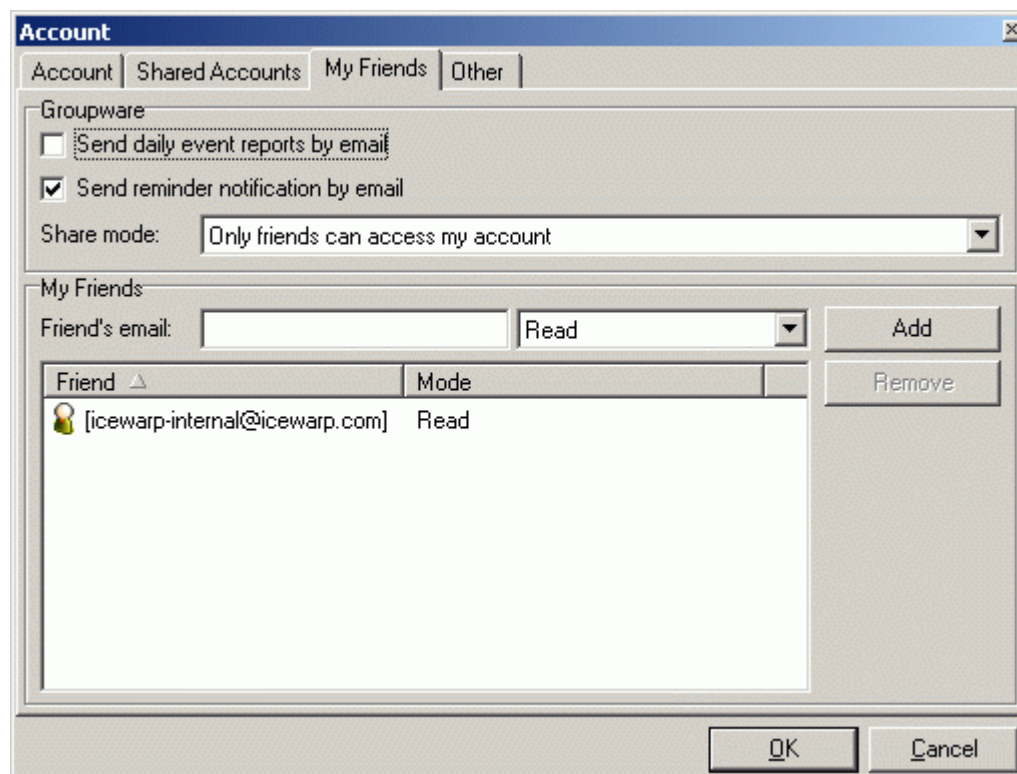 Account
Account Shared Accounts My Friends Other
Groupware
Send daily event reports by email
Send reminder notification by email
Share mode: Only friends can access my account
My Friends
Friend's email: Read Add
Friend Mode Remove
[icewarp-internal@icewarp.com] Read
OK Cancel